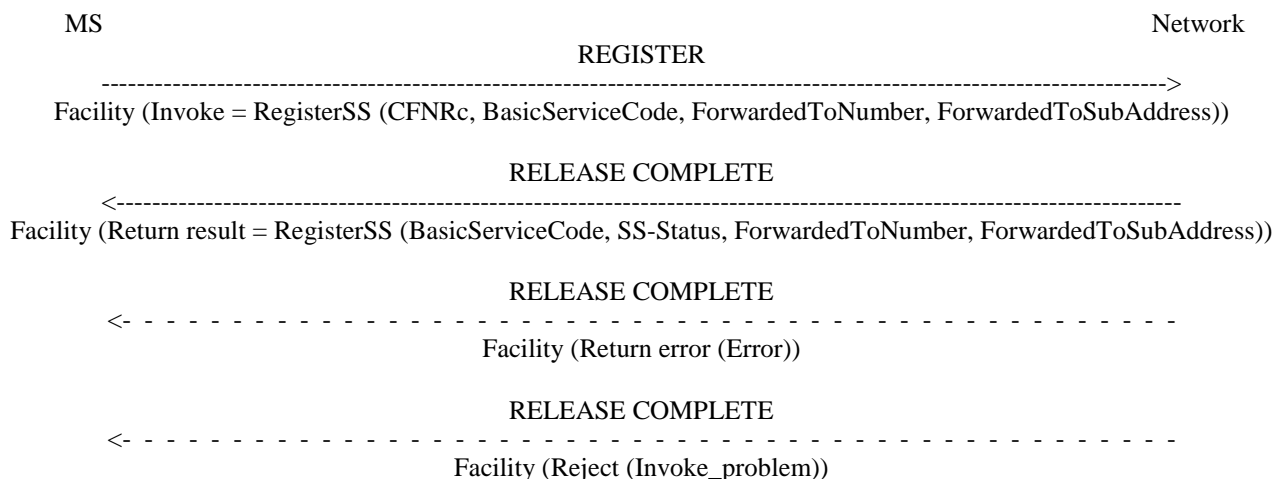 MS Network
REGISTER
------------------------------------------------------------------------------------------------------------------------>
Facility (Invoke = RegisterSS (CFNRc, BasicServiceCode, ForwardedToNumber, ForwardedToSubAddress))
RELEASE COMPLETE
<------------------------------------------------------------------------------------------------------------------------
Facility (Return result = RegisterSS (BasicServiceCode, SS-Status, ForwardedToNumber, ForwardedToSubAddress))
RELEASE COMPLETE
<- - - - - - - - - - - - - - - - - - - - - - - - - - - - - - - - - - - - - - - - - - - - - - - -
Facility (Return error (Error))
RELEASE COMPLETE
<- - - - - - - - - - - - - - - - - - - - - - - - - - - - - - - - - - - - - - - - - - - - - - - -
Facility (Reject (Invoke_problem))